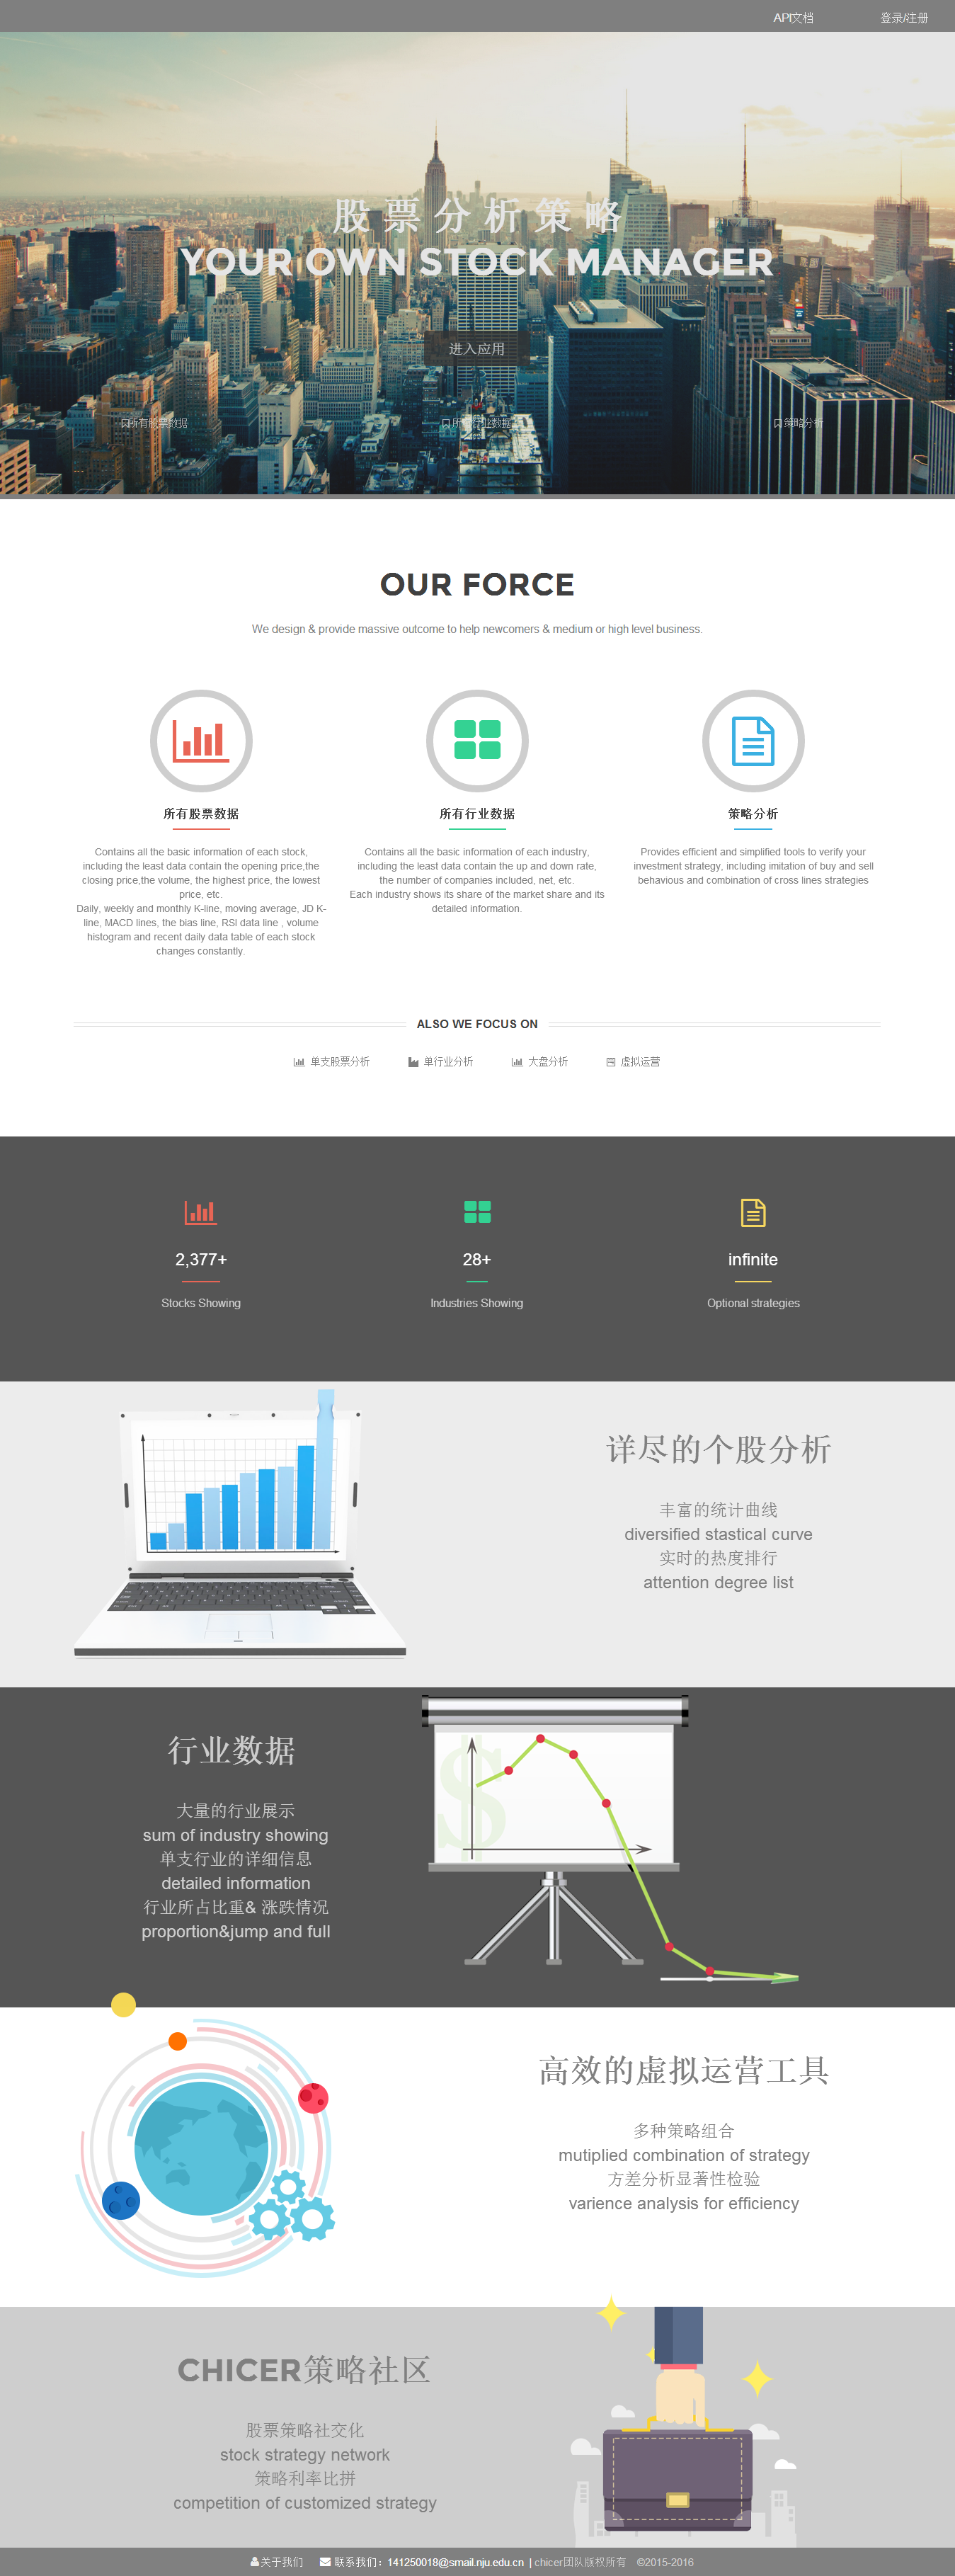 API文档 登录/注册
股票分析策略
YOUR OWN STOCK MANAGER
进入应用
所有股票数据 所有行业数据 策略分析
OUR FORCE
We design & provide massive outcome to help newcomers & medium or high level business.
所有股票数据
Contains all the basic information of each stock,
including the least data contain the opening price,the
closing price,the volume, the highest price, the lowest
price, etc.
Daily, weekly and monthly K-line, moving average, JD K-
line, MACD lines, the bias line, RSI data line , volume
histogram and recent daily data table of each stock
changes constantly.
所有行业数据
Contains all the basic information of each industry,
including the least data contain the up and down rate,
the number of companies included, net, etc.
Each industry shows its share of the market share and its
detailed information.
策略分析
Provides efficient and simplified tools to verify your
investment strategy, including imitation of buy and sell
behavious and combination of cross lines strategies
ALSO WE FOCUS ON
单支股票分析 单行业分析 大盘分析 虚拟运营
2,377+
Stocks Showing
28+
Industries Showing
infinite
Optional strategies
详尽的个股分析
丰富的统计曲线
diversified stastical curve
实时的热度排行
attention degree list
行业数据
大量的行业展示
sum of industry showing
单支行业的详细信息
detailed information
行业所占比重& 涨跌情况
proportion&jump and full
$
高效的虚拟运营工具
多种策略组合
mutiplied combination of strategy
方差分析显著性检验
varience analysis for efficiency
CHICER策略社区
股票策略社交化
stock strategy network
策略利率比拼
competition of customized strategy
关于我们 联系我们：141250018@smail.nju.edu.cn | chicer团队版权所有 ©2015-2016